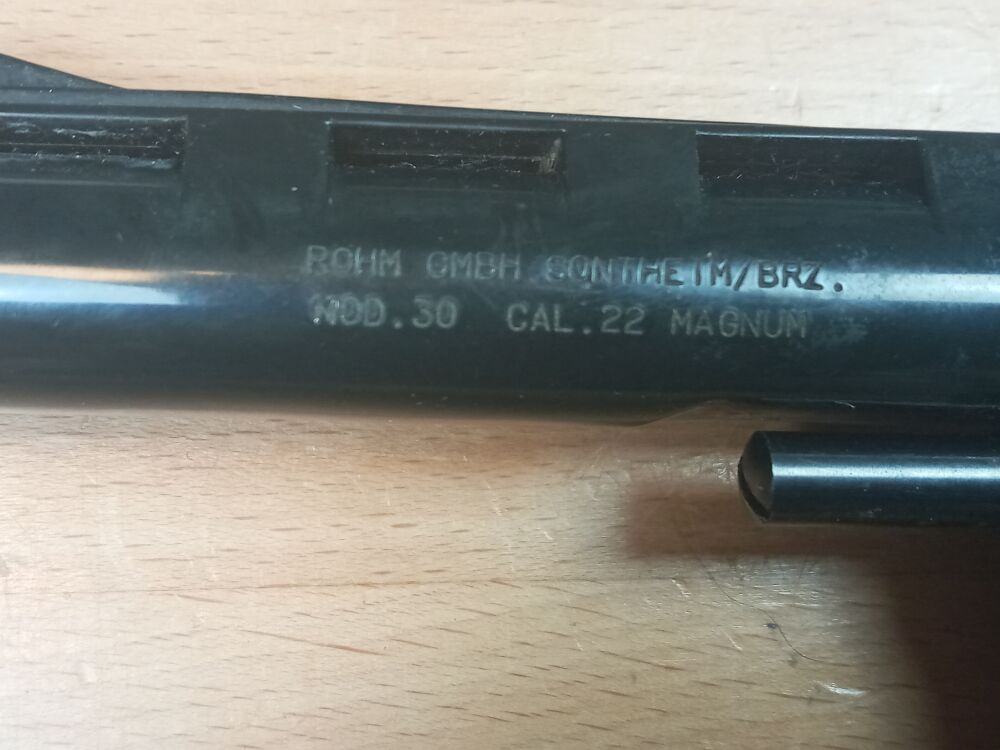 ROHM GMBH SONTHEIM/BRZ.
MOD.30 CAL.22 MAGNUM